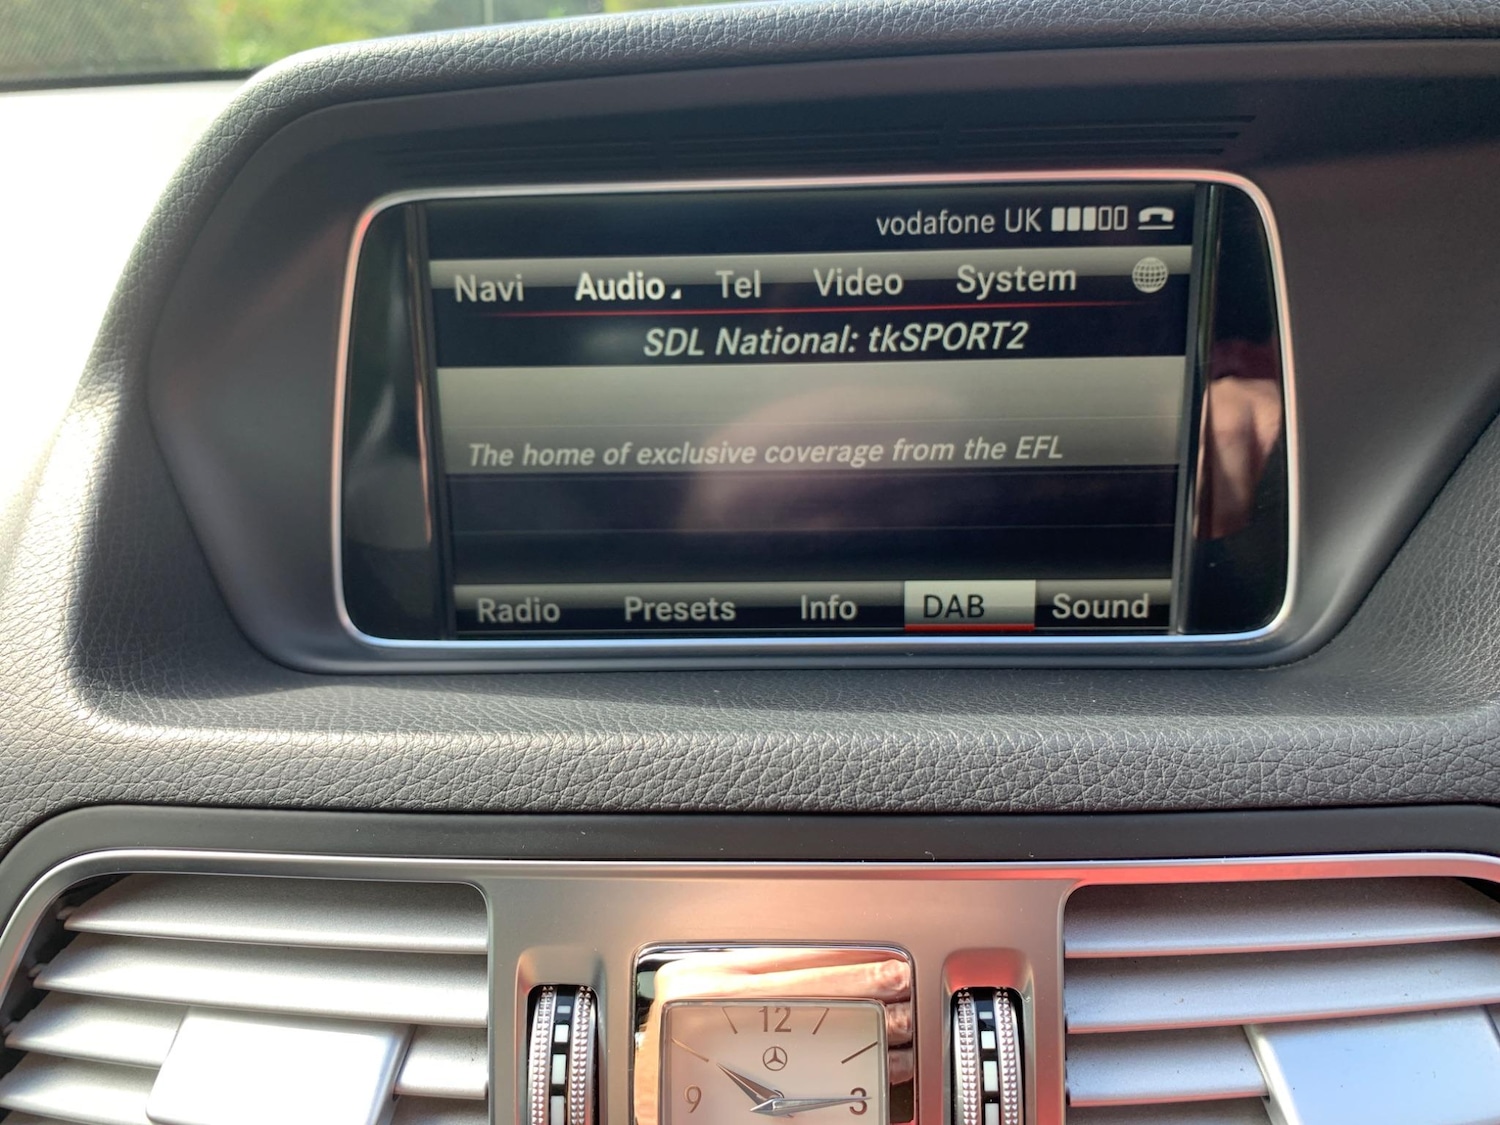 vodafone UK
Navi Audio Tel Video System
SDL National: tkSPORT2
The home of exclusive coverage from the EFL
Radio Presets Info DAB Sound
12
9 3